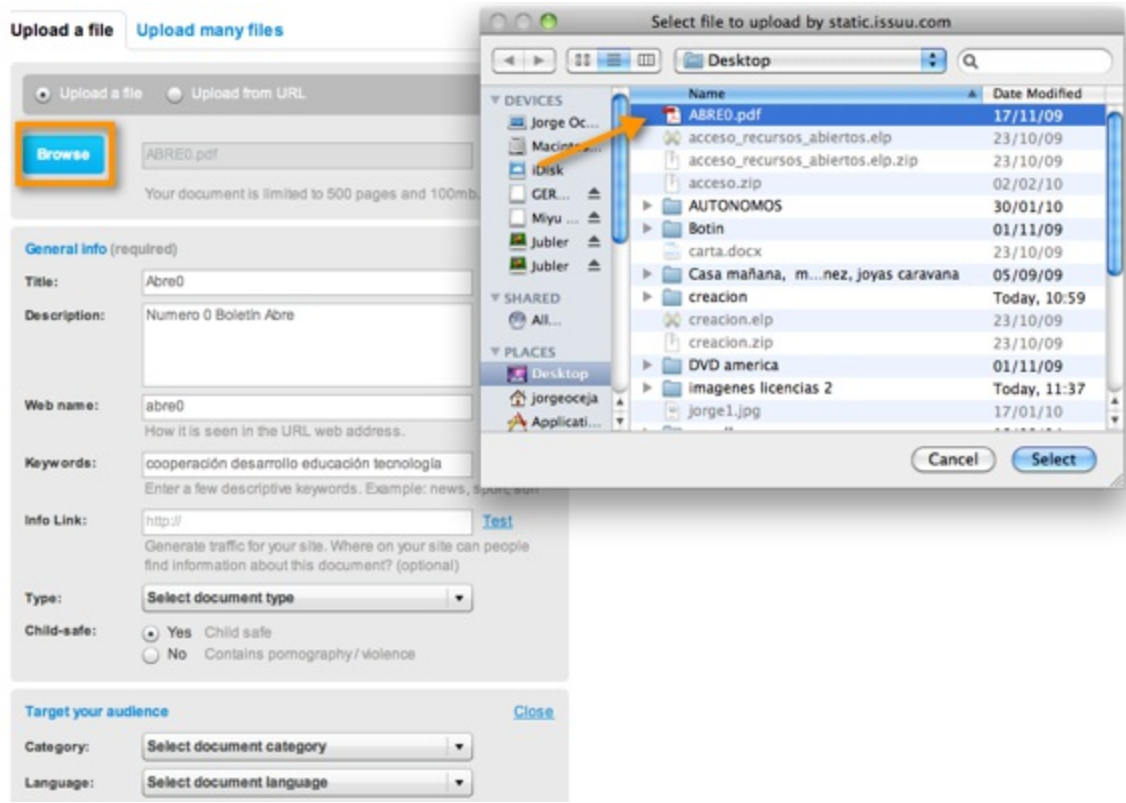 Upload a file Upload many files
Upload a file Upload from URL
Browse ABRE0.pdf
Your document is limited to 500 pages and 100mb.
General info (required)
Title: Abre0
Description: Numero 0 Boletín Abre
Web name: abre0
How it is seen in the URL web address.
Keywords: cooperación desarrollo educación tecnología
Enter a few descriptive keywords. Example: news, sport, sun
Info Link: http:// Test
Generate traffic for your site. Where on your site can people
find information about this document? (optional)
Type: Select document type
Child-safe: Yes Child safe
No Contains pornography/violence
Target your audience Close
Category: Select document category
Language: Select document language
Select file to upload by static.issuu.com
Desktop
Name Date Modified
DEVICES
Jorge Oc...
iDisk
GER...
Miyu ...
Jubler
Jubler
SHARED
All...
PLACES
Desktop
jorgeoceja
Applicati...
ABRE0.pdf 17/11/09
acceso_recursos_abiertos.elp 23/10/09
acceso_recursos_abiertos.elp.zip 23/10/09
acceso.zip 02/02/10
AUTONOMOS 30/01/10
Botin 01/11/09
carta.docx 23/10/09
Casa mañana, m...nez, joyas caravana 05/09/09
creacion Today, 10:59
creacion.elp 23/10/09
creacion.zip 23/10/09
DVD america 01/11/09
imagenes licencias 2 Today, 11:37
jorge1.jpg 17/01/10
Cancel Select